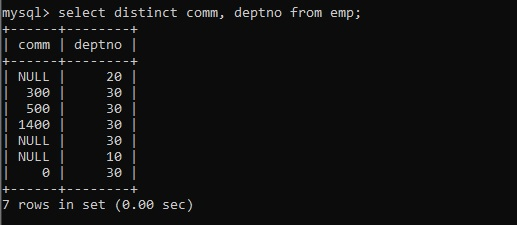 mysql> select distinct comm, deptno from emp;
+------+--------+
| comm | deptno |
+------+--------+
| NULL |     20 |
|  300 |     30 |
|  500 |     30 |
| 1400 |     30 |
| NULL |     30 |
| NULL |     10 |
|    0 |     30 |
+------+--------+
7 rows in set (0.00 sec)